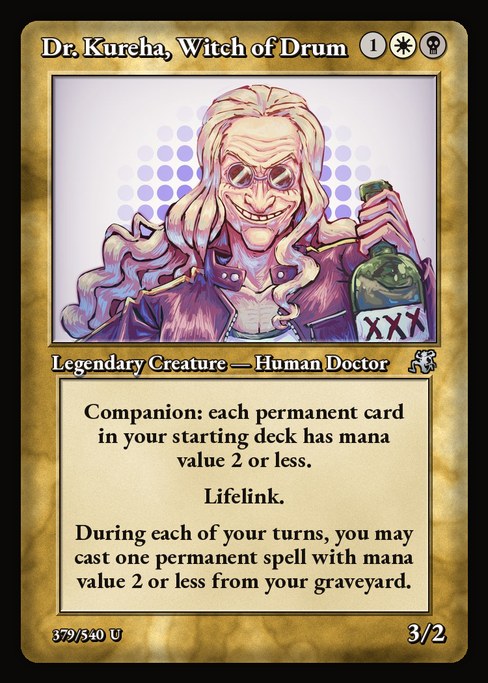 Dr. Kureha, Witch of Drum 1
XXX
Legendary Creature — Human Doctor
Companion: each permanent card
in your starting deck has mana
value 2 or less.
Lifelink.
During each of your turns, you may
cast one permanent spell with mana
value 2 or less from your graveyard.
379/540 U
3/2